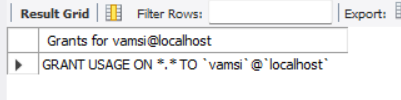 Result Grid Filter Rows: Export:
Grants for vamsi@localhost
GRANT USAGE ON *.* TO `vamsi`@`localhost`